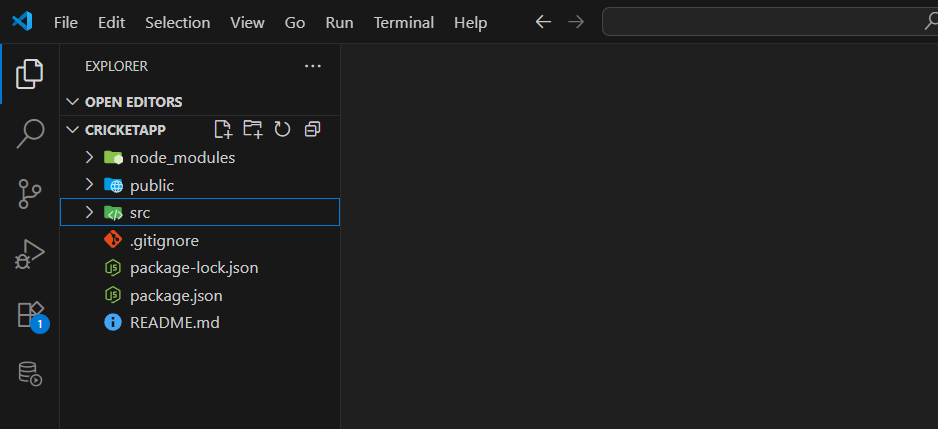 File Edit Selection View Go Run Terminal Help
EXPLORER
OPEN EDITORS
CRICKETAPP
node_modules
public
src
.gitignore
package-lock.json
package.json
README.md
1